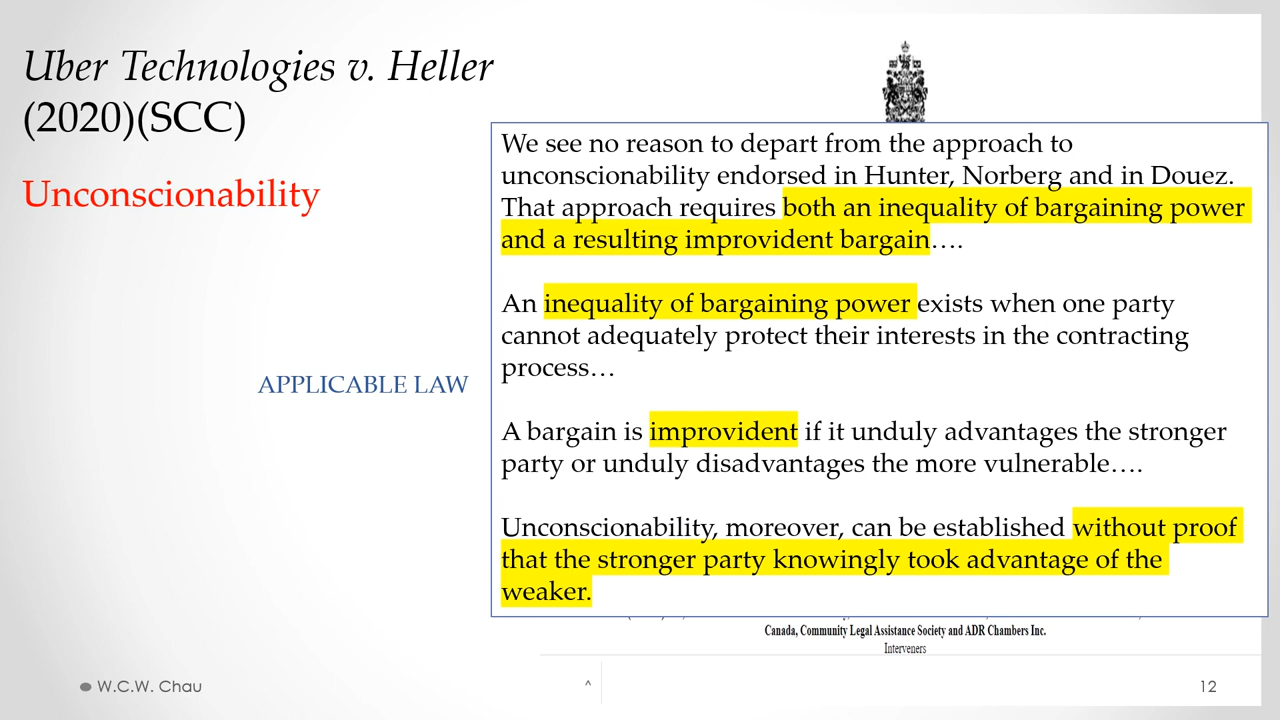 Uber Technologies v. Heller
(2020)(SCC)
Unconscionability
APPLICABLE LAW
We see no reason to depart from the approach to
unconscionability endorsed in Hunter, Norberg and in Douez.
That approach requires both an inequality of bargaining power
and a resulting improvident bargain….
An inequality of bargaining power exists when one party
cannot adequately protect their interests in the contracting
process…
A bargain is improvident if it unduly advantages the stronger
party or unduly disadvantages the more vulnerable….
Unconscionability, moreover, can be established without proof
that the stronger party knowingly took advantage of the
weaker.
Canada, Community Legal Assistance Society and ADR Chambers Inc.
Interveners
W.C.W. Chau
^
12